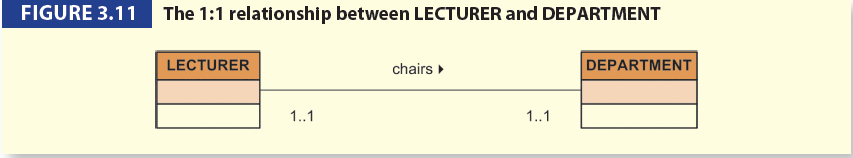 FIGURE 3.11 The 1:1 relationship between LECTURER and DEPARTMENT
LECTURER chairs DEPARTMENT
1..1 1..1